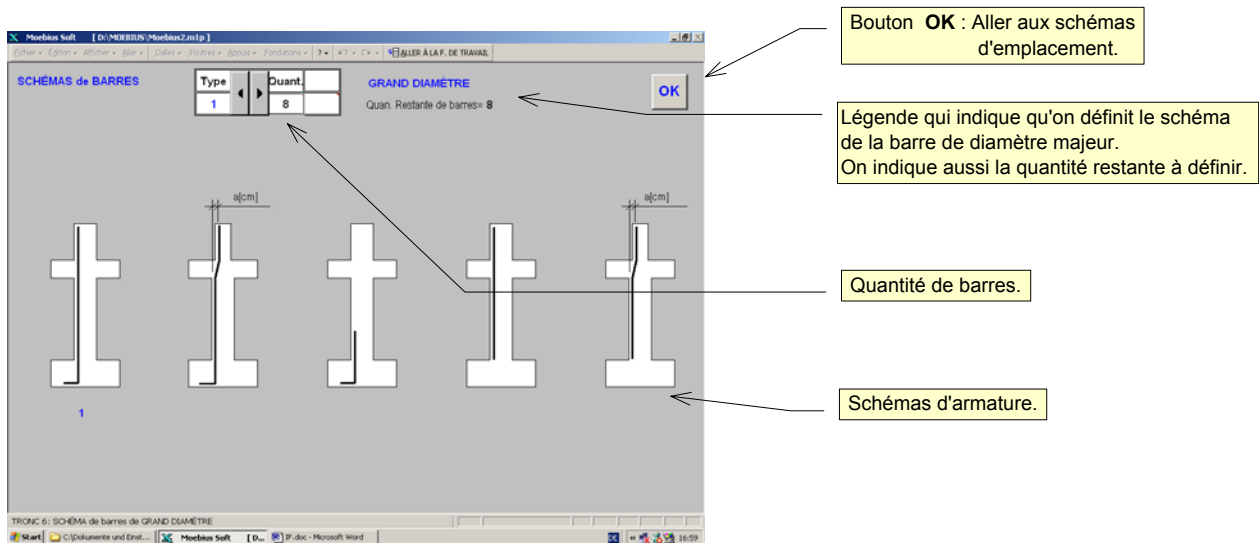 Moebius Soft [ D:\MOEBIUS\Moebius2.m1p ]
Fichier Édition Afficher Aller Dalles Poutres Appuis Fondations ? ALLER À LA F. DE TRAVAIL
SCHÉMAS de BARRES
Type Quant.
1 8
GRAND DIAMÈTRE
Quan. Restante de barres= 8
OK
a[cm]
a[cm]
1
TRONC 6: SCHÉMA de barres de GRAND DIAMÈTRE
Start C:\Dokumente und Einst... Moebius Soft [ D... IF.doc - Microsoft Word DE « 16:59
Bouton OK : Aller aux schémas
d'emplacement.
Légende qui indique qu'on définit le schéma
de la barre de diamètre majeur.
On indique aussi la quantité restante à définir.
Quantité de barres.
Schémas d'armature.